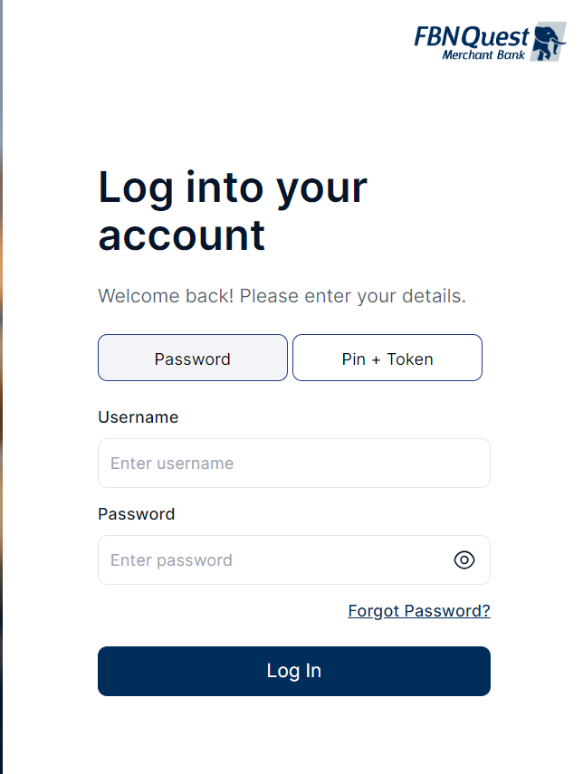 FBNQuest
Merchant Bank
Log into your
account
Welcome back! Please enter your details.
Password
Pin + Token
Username
Enter username
Password
Enter password
Forgot Password?
Log In